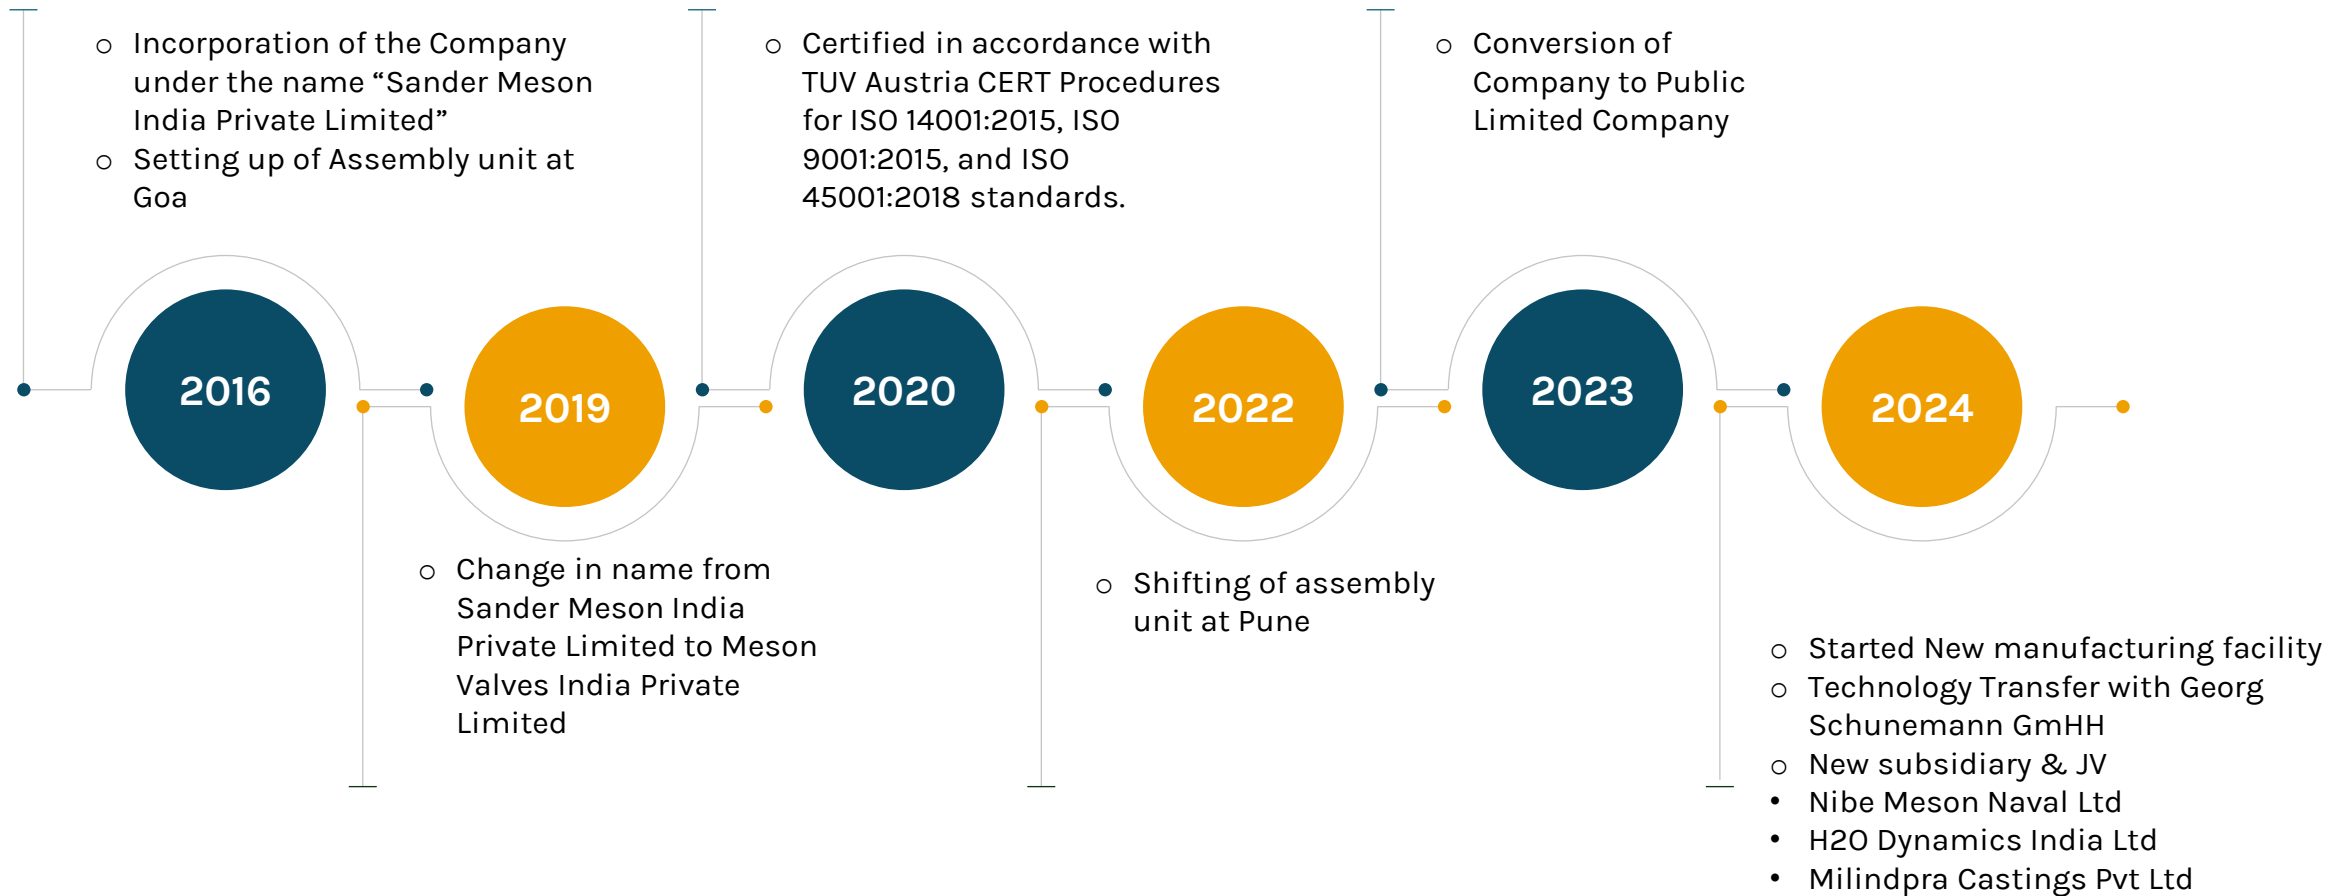 ○ Incorporation of the Company
under the name “Sander Meson
India Private Limited”
○ Setting up of Assembly unit at
Goa
2016
2019
○ Change in name from
Sander Meson India
Private Limited to Meson
Valves India Private
Limited
○ Certified in accordance with
TUV Austria CERT Procedures
for ISO 14001:2015, ISO
9001:2015, and ISO
45001:2018 standards.
2020
2022
○ Shifting of assembly
unit at Pune
○ Conversion of
Company to Public
Limited Company
2023
2024
○ Started New manufacturing facility
○ Technology Transfer with Georg
Schunemann GmHH
○ New subsidiary & JV
• Nibe Meson Naval Ltd
• H2O Dynamics India Ltd
• Milindpra Castings Pvt Ltd